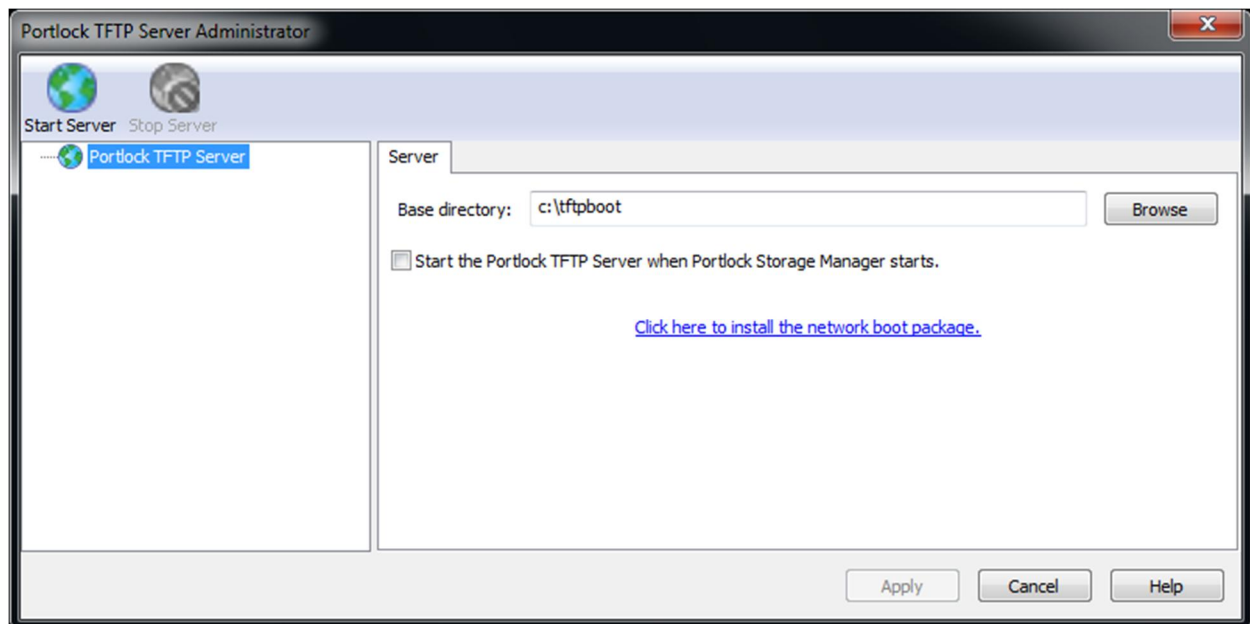 Portlock TFTP Server Administrator
Start Server Stop Server
Portlock TFTP Server
Server
Base directory: c:\tftpboot Browse
Start the Portlock TFTP Server when Portlock Storage Manager starts.
Click here to install the network boot package.
Apply Cancel Help